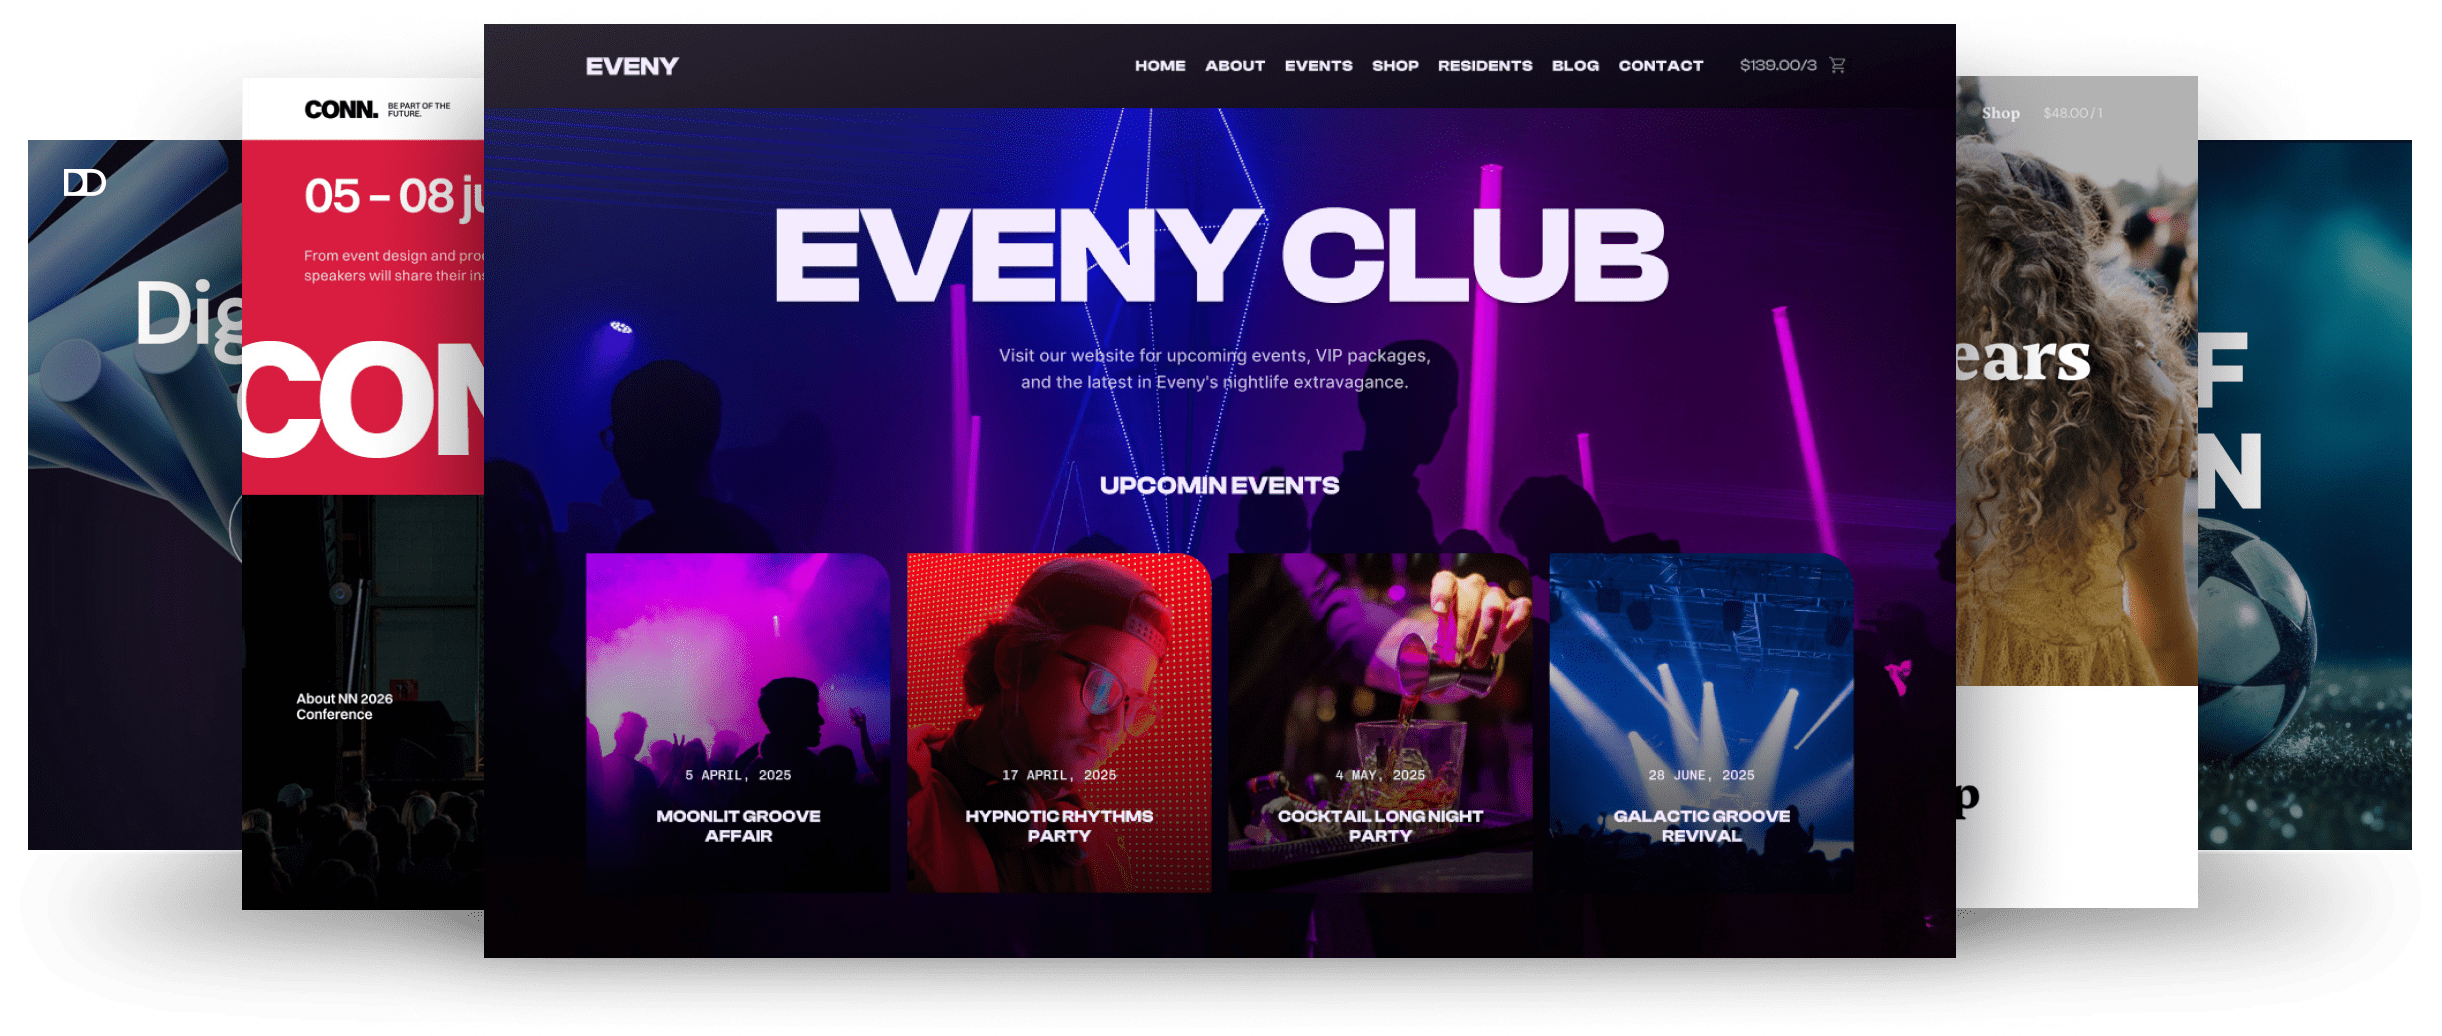 DD
Dig
CONN.
BE PART OF THE
FUTURE.
05 – 08 ju
From event design and pro
speakers will share their ins
CON
About NN 2026
Conference
EVENY
HOME ABOUT EVENTS SHOP RESIDENTS BLOG CONTACT $139.00/3
EVENY CLUB
Visit our website for upcoming events, VIP packages,
and the latest in Eveny's nightlife extravagance.
UPCOMIN EVENTS
5 APRIL, 2025
MOONLIT GROOVE
AFFAIR
17 APRIL, 2025
HYPNOTIC RHYTHMS
PARTY
4 MAY, 2025
COCKTAIL LONG NIGHT
PARTY
28 JUNE, 2025
GALACTIC GROOVE
REVIVAL
Shop $48.00/1
ears
p
F
N